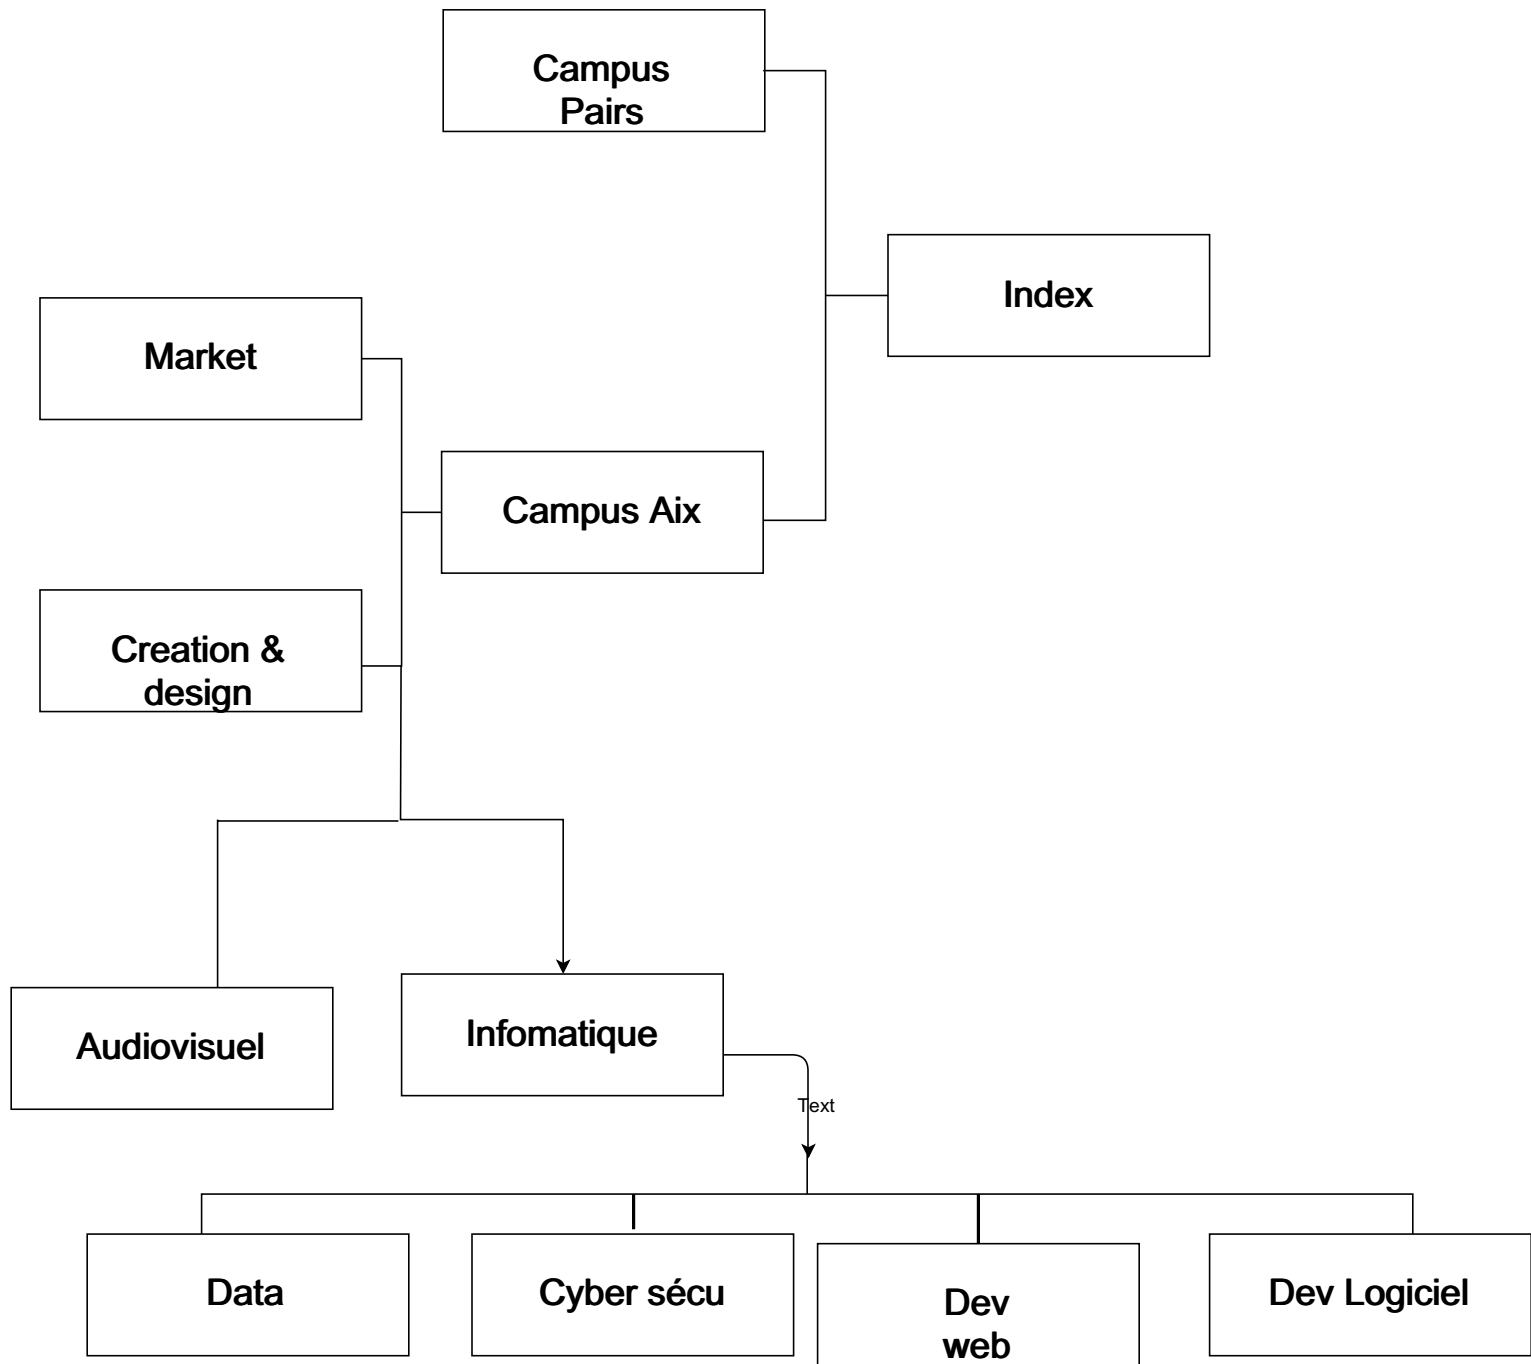 Campus
Pairs
Index
Market
Campus Aix
Creation &
design
Audiovisuel
Infomatique
Text
Data
Cyber sécu
Dev
web
Dev Logiciel